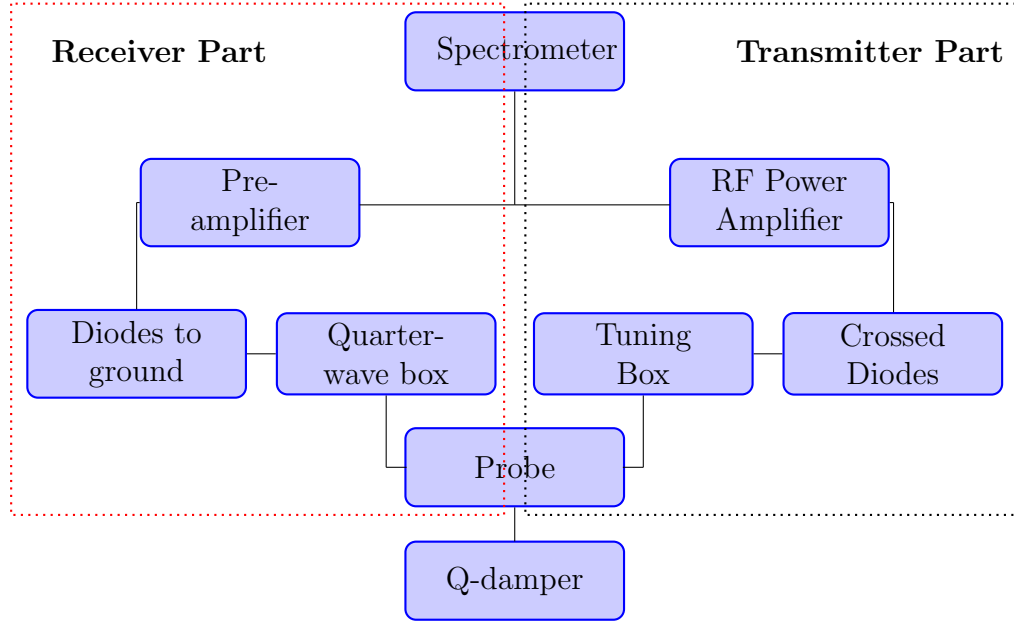 Receiver Part
Spectrometer
Transmitter Part
Pre-
amplifier
RF Power
Amplifier
Diodes to
ground
Quarter-
wave box
Tuning
Box
Crossed
Diodes
Probe
Q-damper